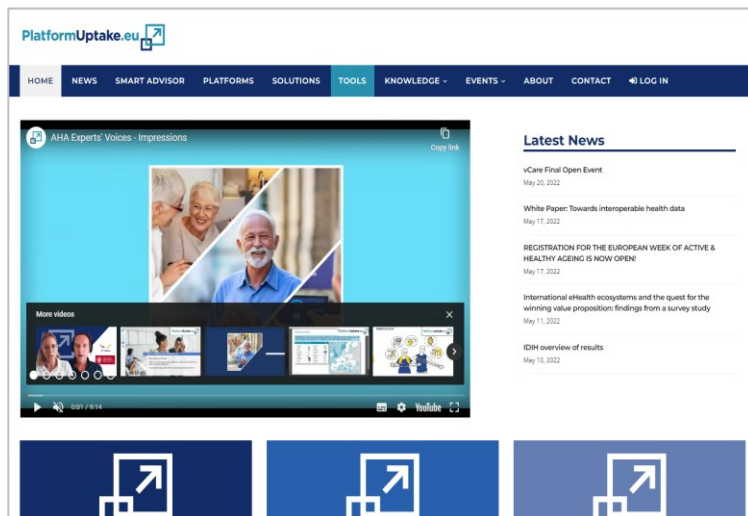 PlatformUptake.eu
HOME NEWS SMART ADVISOR PLATFORMS SOLUTIONS TOOLS KNOWLEDGE EVENTS ABOUT CONTACT LOG IN
AHA Experts' Voices - Impressions
Copy link
More videos
0:01 / 9:14
YouTube
Latest News
vCare Final Open Event
May 20, 2022
White Paper: Towards interoperable health data
May 17, 2022
REGISTRATION FOR THE EUROPEAN WEEK OF ACTIVE &
HEALTHY AGEING IS NOW OPEN!
May 17, 2022
International eHealth ecosystems and the quest for the
winning value proposition: findings from a survey study
May 11, 2022
IDIH overview of results
May 10, 2022